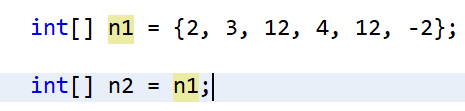 int[] n1 = {2, 3, 12, 4, 12, -2};
int[] n2 = n1;